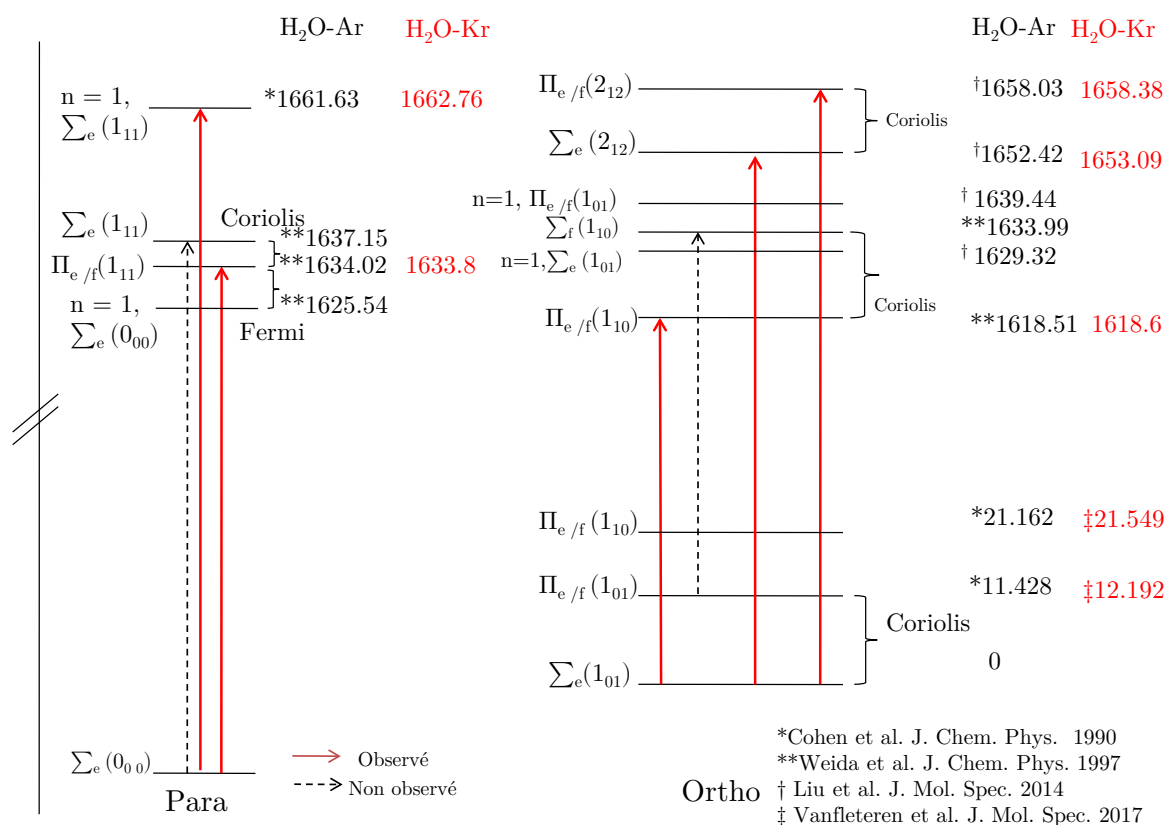 H₂O-Ar H₂O-Kr
n = 1,
∑ₑ (1₁₁)
*1661.63 1662.76
∑ₑ (1₁₁)
Coriolis
**1637.15
Πₑ /f(1₁₁)
**1634.02 1633.8
n = 1,
∑ₑ (0₀₀)
**1625.54
Fermi
∑ₑ (0₀ ₀)
Para
Observé
Non observé
H₂O-Ar H₂O-Kr
Πₑ /f(2₁₂)
†1658.03 1658.38
Coriolis
∑ₑ (2₁₂)
†1652.42 1653.09
n=1, Πₑ/f(1₀₁)
† 1639.44
∑f (1₁₀)
**1633.99
n=1,∑ₑ (1₀₁)
† 1629.32
Coriolis
Πₑ /f(1₁₀)
**1618.51 1618.6
Πₑ /f(1₁₀)
*21.162 ‡21.549
Πₑ /f(1₀₁)
*11.428 ‡12.192
Coriolis
0
∑ₑ(1₀₁)
Ortho
*Cohen et al. J. Chem. Phys. 1990
**Weida et al. J. Chem. Phys. 1997
† Liu et al J. Mol. Spec. 2014
‡ Vanfleteren et al. J. Mol. Spec. 2017